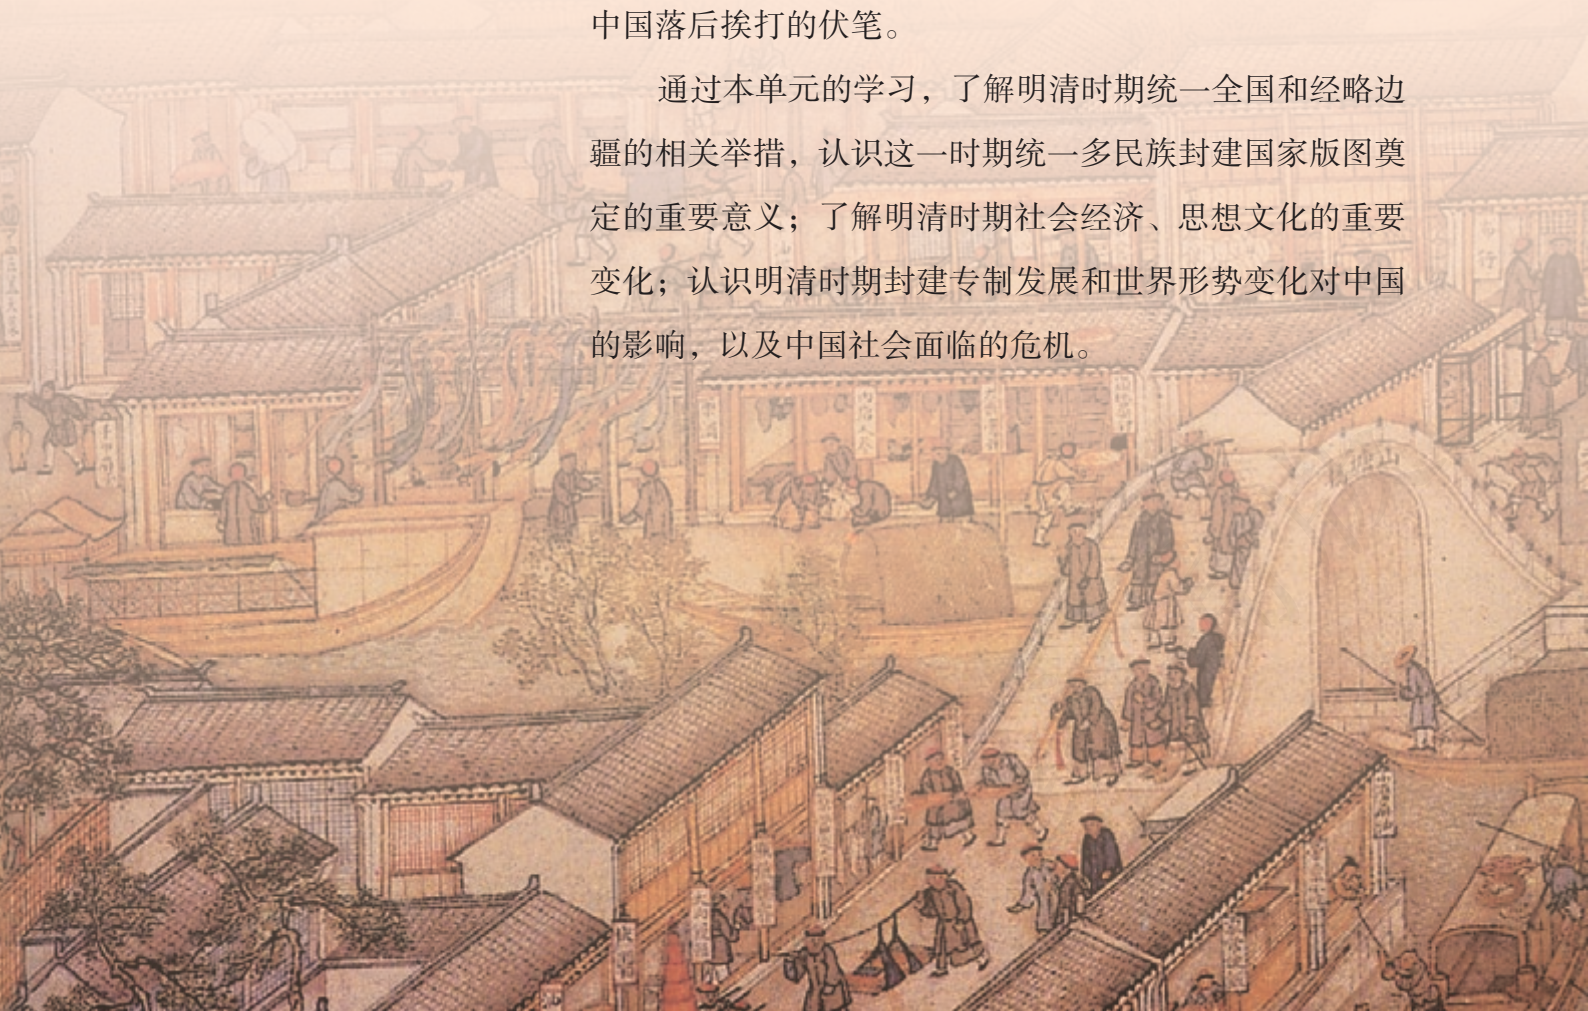 中国落后挨打的伏笔。
通过本单元的学习，了解明清时期统一全国和经略边
疆的相关举措，认识这一时期统一多民族封建国家版图奠
定的重要意义；了解明清时期社会经济、思想文化的重要
变化；认识明清时期封建专制发展和世界形势变化对中国
的影响，以及中国社会面临的危机。